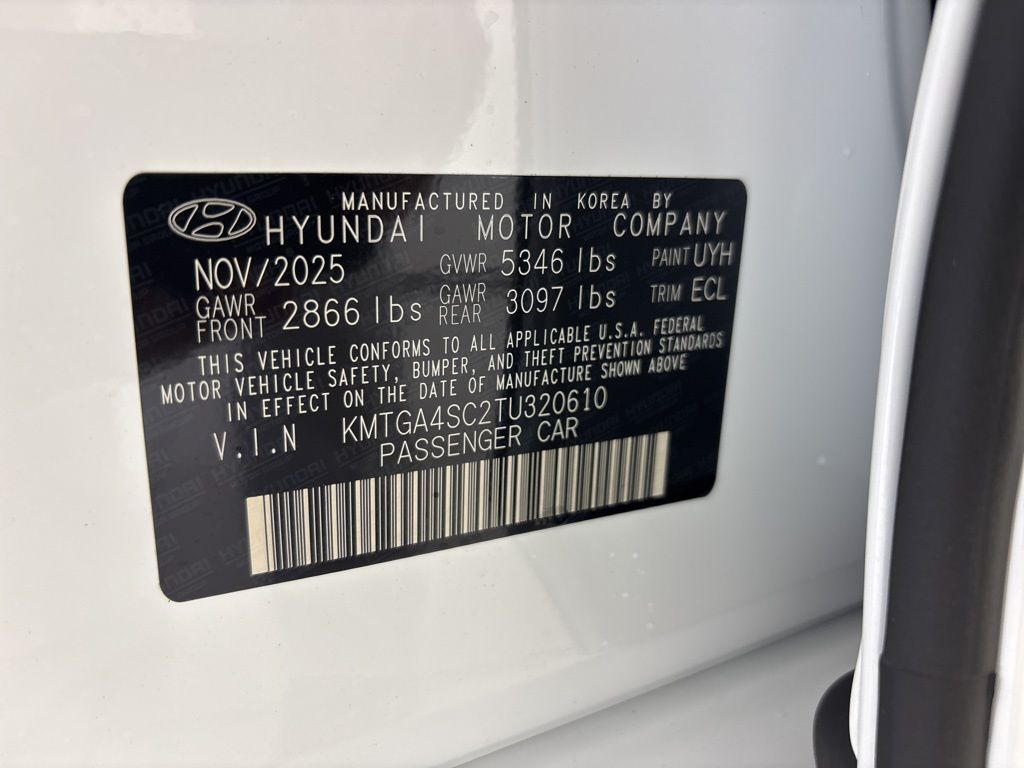 MANUFACTURED IN KOREA BY
HYUNDAI MOTOR COMPANY
NOV/2025 GVWR 5346 lbs PAINT UYH
GAWR FRONT 2866 lbs GAWR REAR 3097 lbs TRIM ECL
THIS VEHICLE CONFORMS TO ALL APPLICABLE U.S.A. FEDERAL
MOTOR VEHICLE SAFETY, BUMPER, AND THEFT PREVENTION STANDARDS
IN EFFECT ON THE DATE OF MANUFACTURE SHOWN ABOVE
V.I.N KMTGA4SC2TU320610
PASSENGER CAR